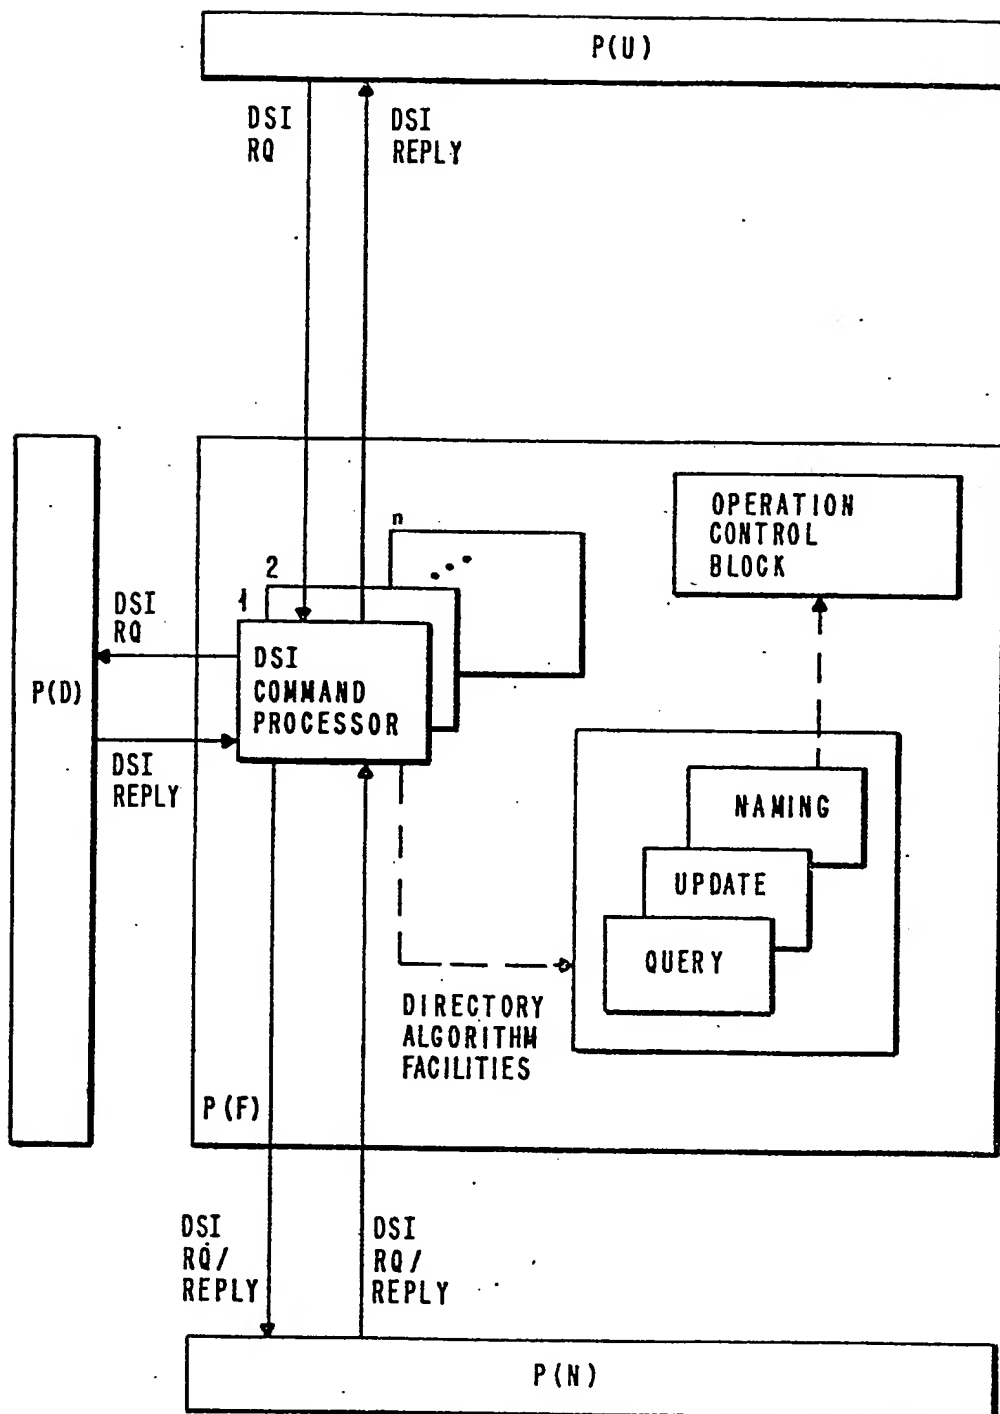 P(U)
DSI
RQ
DSI
REPLY
OPERATION
CONTROL
BLOCK
n
2
1
DSI
COMMAND
PROCESSOR
DSI
RQ
P(D)
DSI
REPLY
NAMING
UPDATE
QUERY
DIRECTORY
ALGORITHM
FACILITIES
P(F)
DSI
RQ/
REPLY
DSI
RQ/
REPLY
P(N)